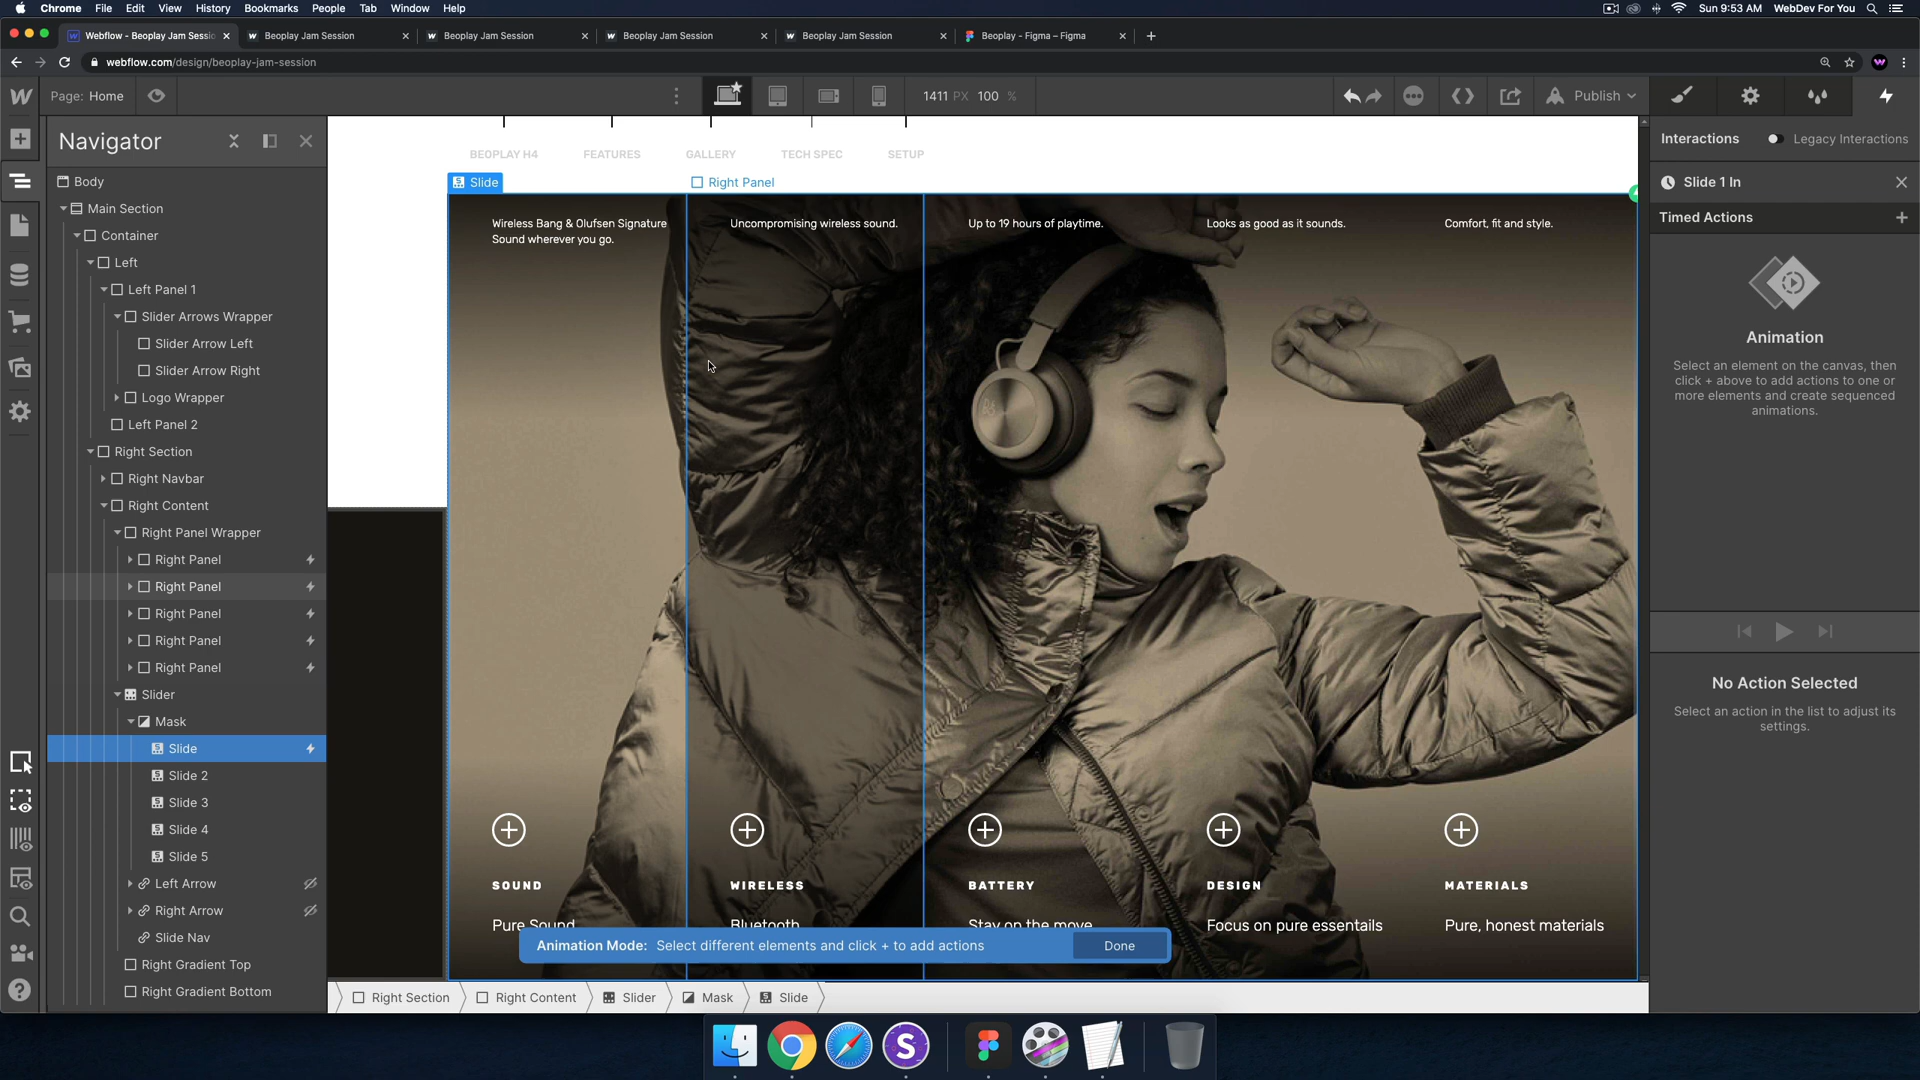 Chrome File Edit View History Bookmarks People Tab Window Help
Sun 9:53 AM WebDev For You
Webflow - Beoplay Jam Sessio
Beoplay Jam Session
Beoplay Jam Session
Beoplay Jam Session
Beoplay Jam Session
Beoplay - Figma – Figma
webflow.com/design/beoplay-jam-session
Page: Home
1411 PX 100 %
Publish
Navigator
Body
Main Section
Container
Left
Left Panel 1
Slider Arrows Wrapper
Slider Arrow Left
Slider Arrow Right
Logo Wrapper
Left Panel 2
Right Section
Right Navbar
Right Content
Right Panel Wrapper
Right Panel
Right Panel
Right Panel
Right Panel
Right Panel
Slider
Mask
Slide
Slide 2
Slide 3
Slide 4
Slide 5
Left Arrow
Right Arrow
Slide Nav
Right Gradient Top
Right Gradient Bottom
BEOPLAY H4 FEATURES GALLERY TECH SPEC SETUP
Slide
Right Panel
Wireless Bang & Olufsen Signature
Sound wherever you go.
Uncompromising wireless sound.
Up to 19 hours of playtime.
Looks as good as it sounds.
Comfort, fit and style.
SOUND
WIRELESS
BATTERY
DESIGN
MATERIALS
Pure Sound
Bluetooth
Stay on the move
Focus on pure essentails
Pure, honest materials
Animation Mode: Select different elements and click + to add actions
Done
Right Section Right Content Slider Mask Slide
Interactions
Legacy Interactions
Slide 1 In
Timed Actions
Animation
Select an element on the canvas, then
click + above to add actions to one or
more elements and create sequenced
animations.
No Action Selected
Select an action in the list to adjust its
settings.